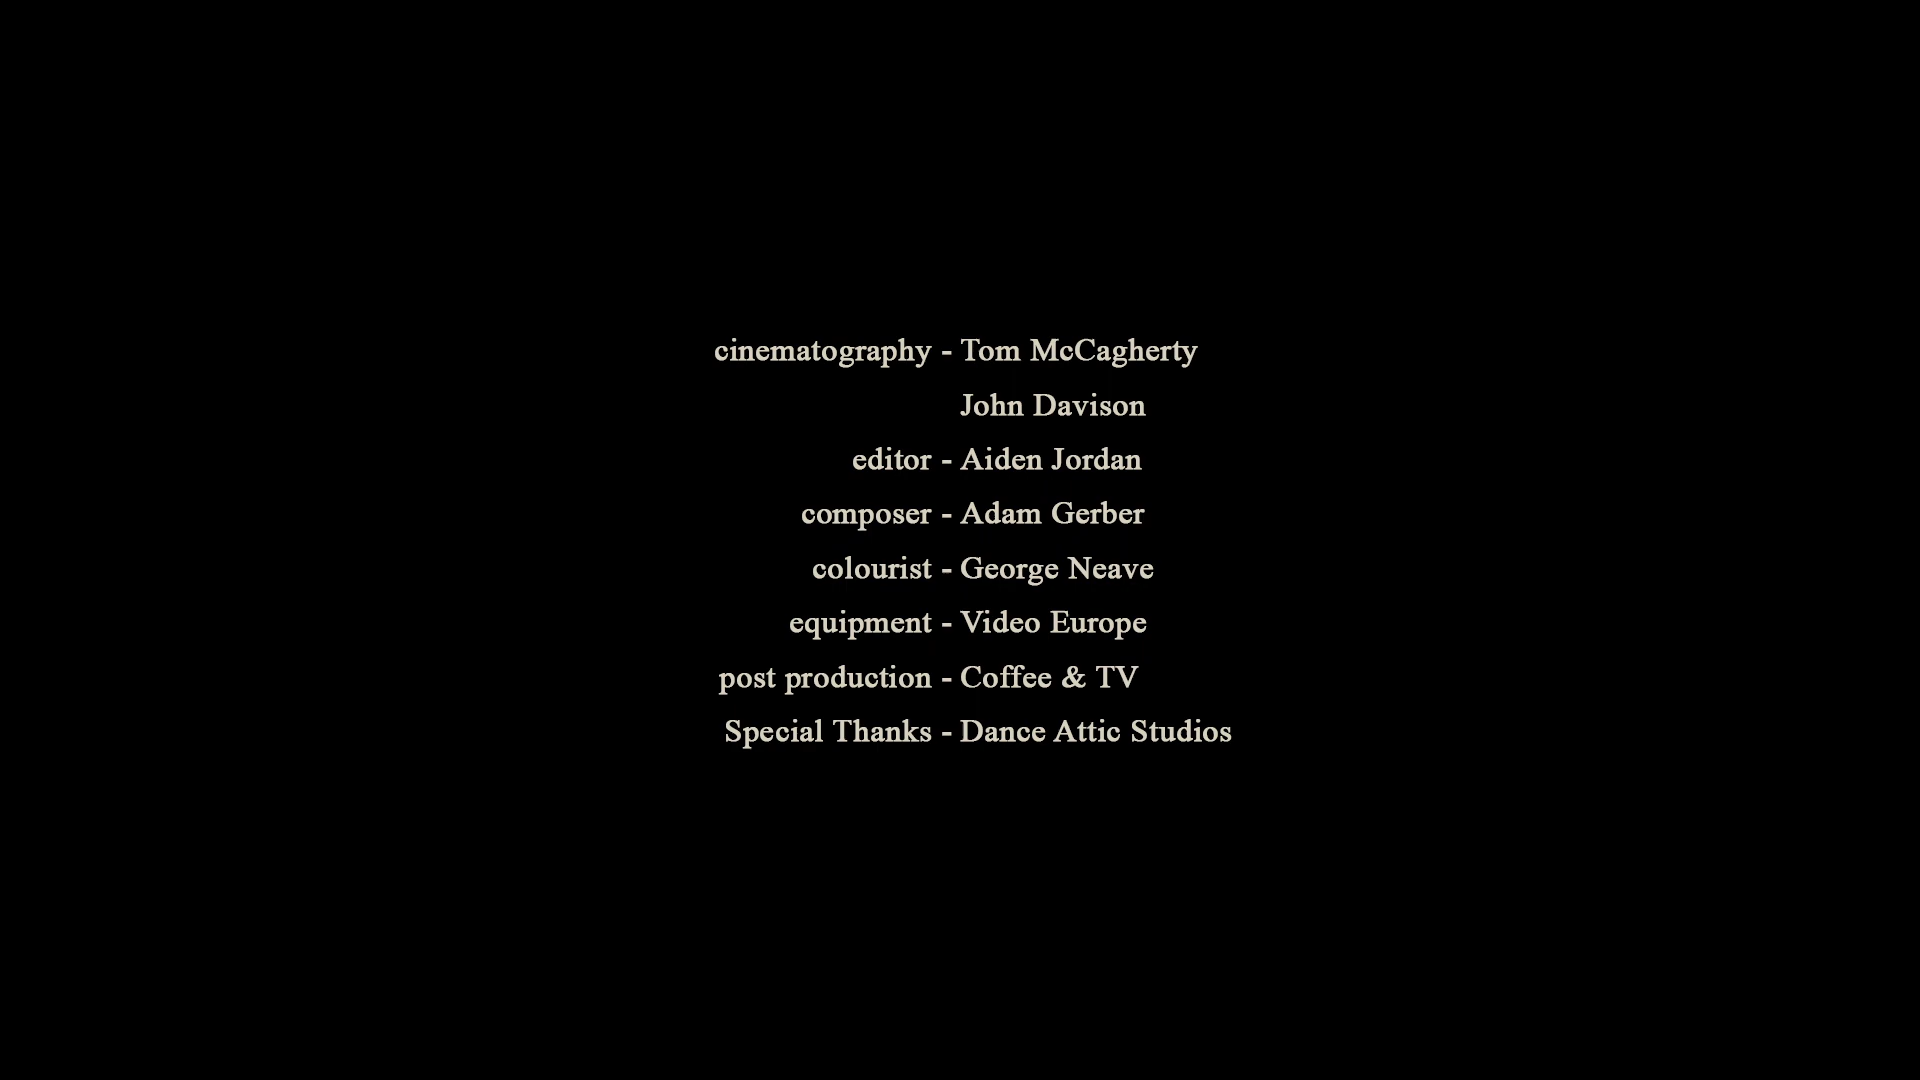 cinematography - Tom McCagherty
John Davison
editor - Aiden Jordan
composer - Adam Gerber
colourist - George Neave
equipment - Video Europe
post production - Coffee & TV
Special Thanks - Dance Attic Studios